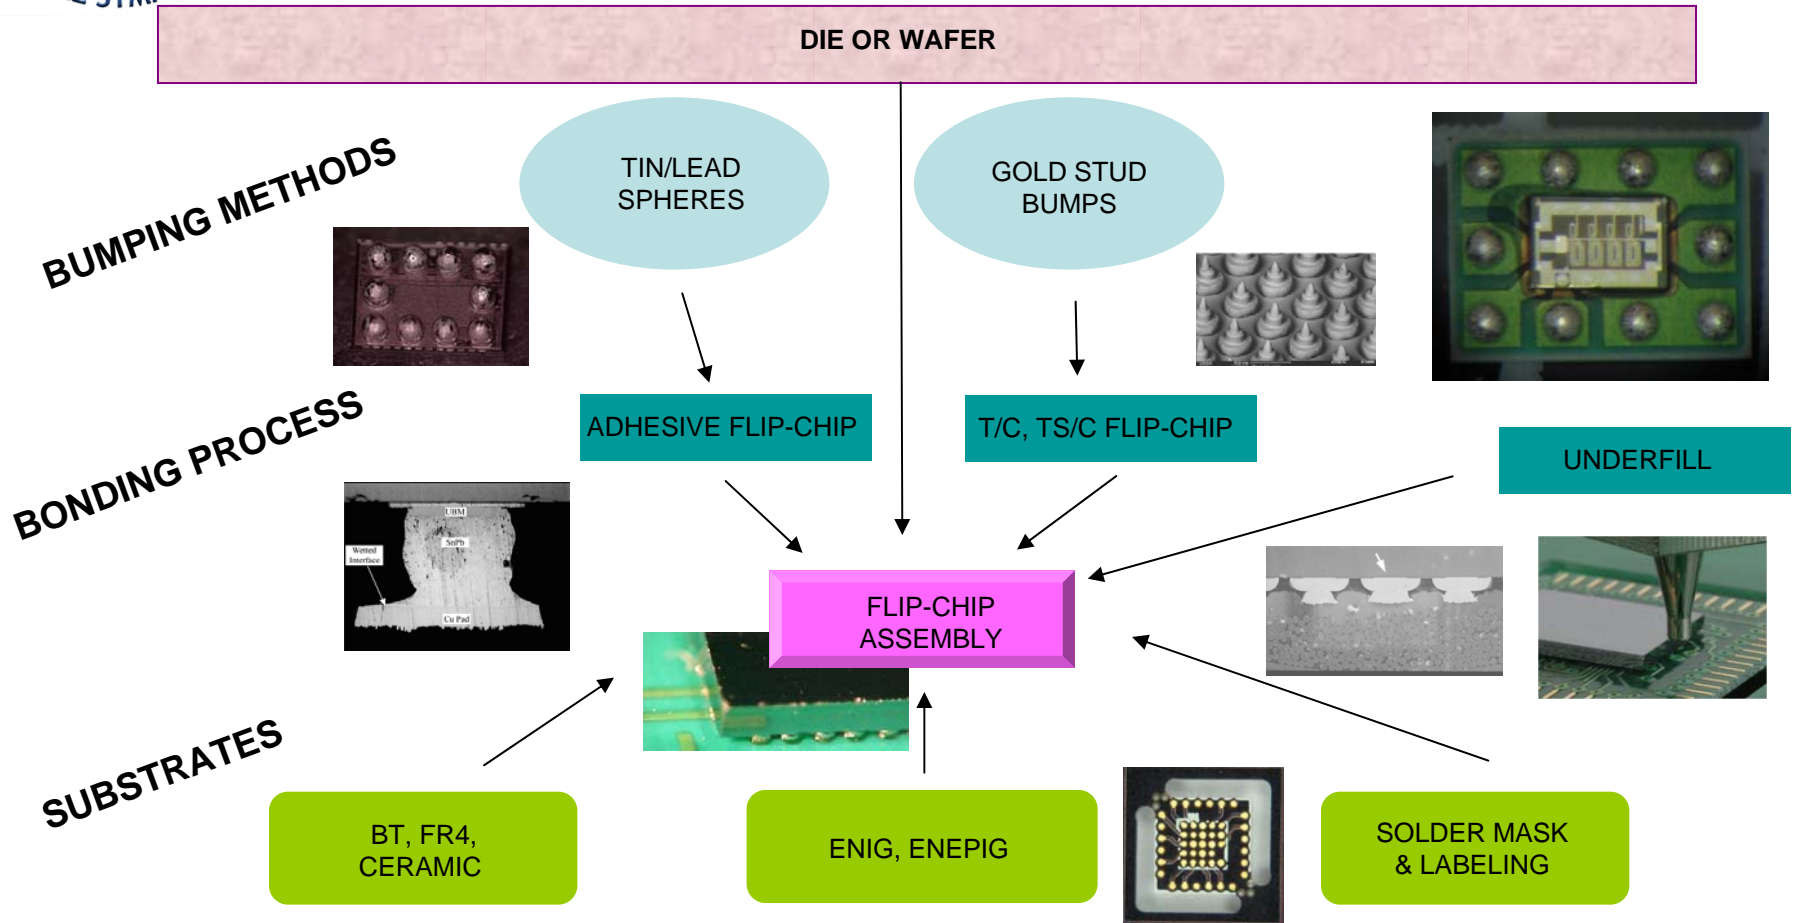 DIE OR WAFER
BUMPING METHODS
TIN/LEAD
SPHERES
GOLD STUD
BUMPS
BONDING PROCESS
ADHESIVE FLIP-CHIP
T/C, TS/C FLIP-CHIP
UNDERFILL
UBM
SnPb
Wetted
Interface
Cu Pad
FLIP-CHIP
ASSEMBLY
SUBSTRATES
BT, FR4,
CERAMIC
ENIG, ENEPIG
SOLDER MASK
& LABELING